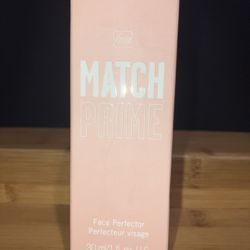 MATCH
PRIME
Face Perfector
Perfecteur visage